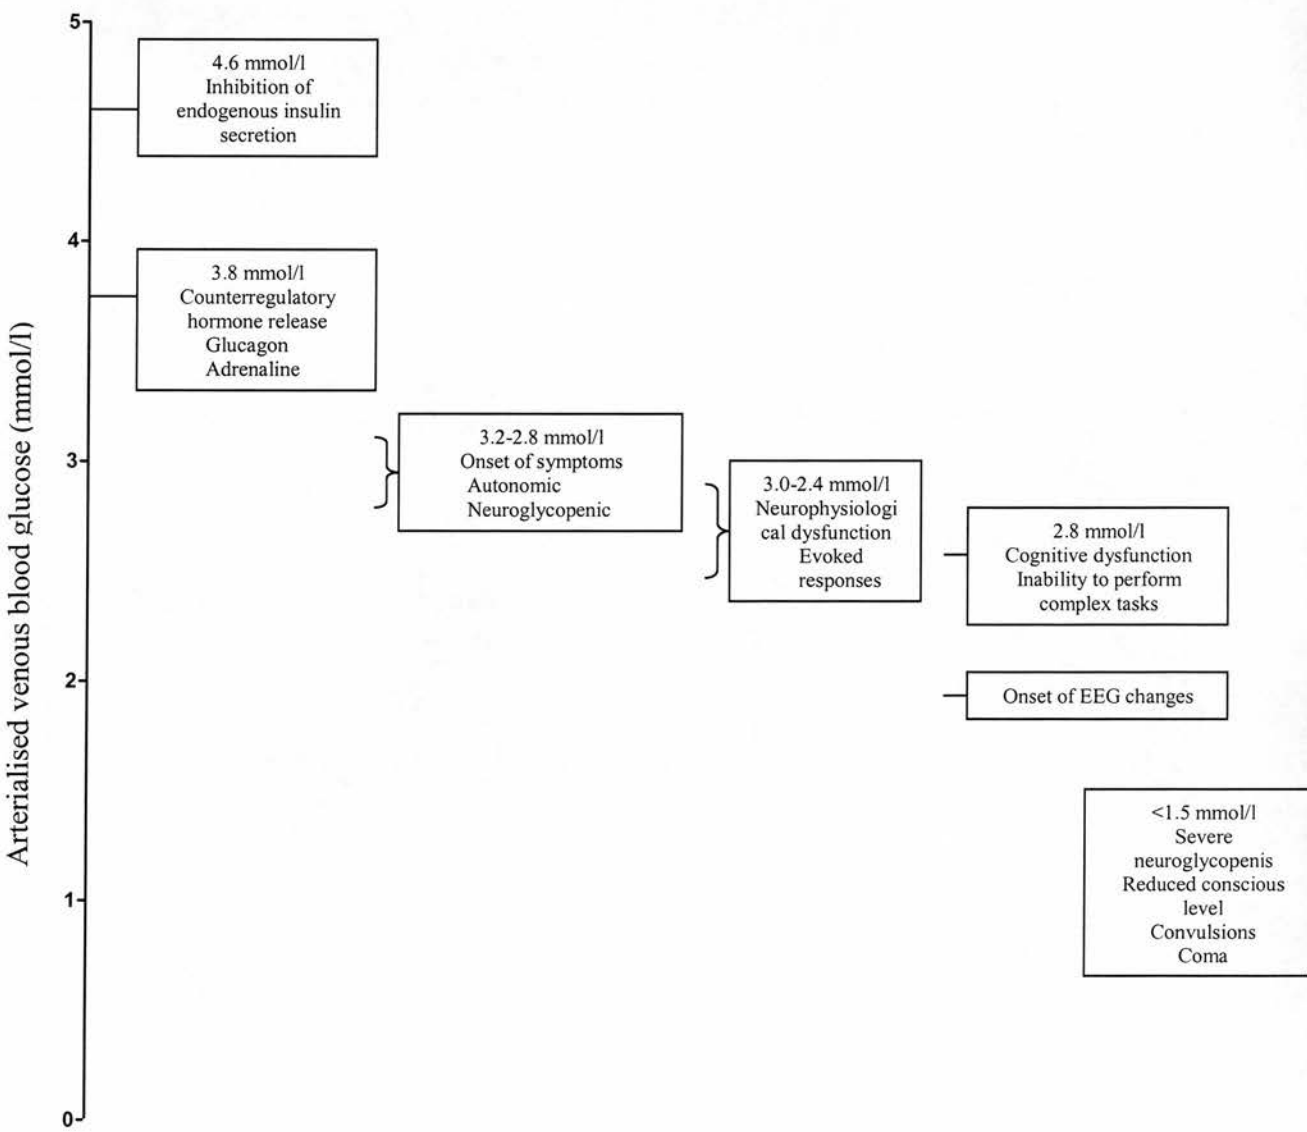 5
4.6 mmol/l
Inhibition of
endogenous insulin
secretion
4
3.8 mmol/l
Counterregulatory
hormone release
Glucagon
Adrenaline
Arterialised venous blood glucose (mmol/l)
3
3.2-2.8 mmol/l
Onset of symptoms
Autonomic
Neuroglycopenic
3.0-2.4 mmol/l
Neurophysiologi
cal dysfunction
Evoked
responses
2.8 mmol/l
Cognitive dysfunction
Inability to perform
complex tasks
2
Onset of EEG changes
<1.5 mmol/l
Severe
neuroglycopenis
Reduced conscious
level
Convulsions
Coma
1
0